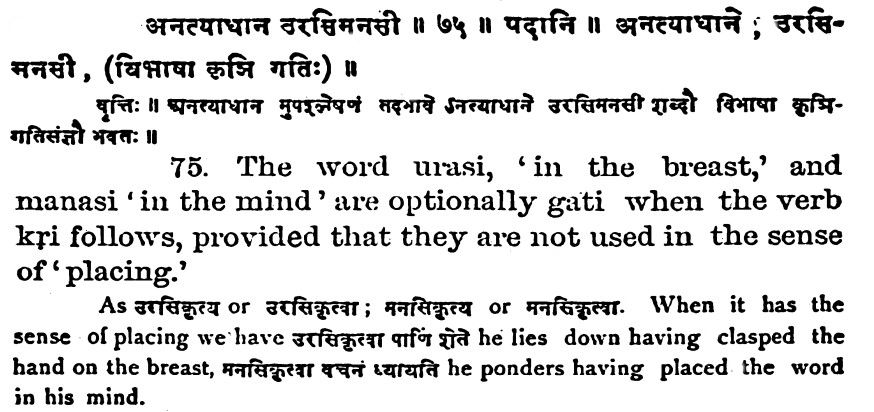 अनत्याधान उरसिमनसी ॥ ७५ ॥ पदानि ॥ अनत्याधाने ; उरसि-
मनसी , (विभाषा कृञि गतिः) ॥
वृत्तिः ॥ अनत्याधान मुपश्लेषणं तदभावे ऽनत्याधाने उरसिमनसी शब्दौ विभाषा कृञि-
गतिसंज्ञौ भवतः ॥
75. The word urasi, ‘in the breast,’ and
manasi ‘in the mind’ are optionally gati when the verb
kṛi follows, provided that they are not used in the sense
of ‘placing.’
As उरसिकृत्य or उरसिकृत्वा ; मनसिकृत्य or मनसिकृत्वा. When it has the
sense of placing we have उरसिकृत्वा पाणिं शेते he lies down having clasped the
hand on the breast, मनसिकृत्वा वचनं ध्यायति he ponders having placed the word
in his mind.